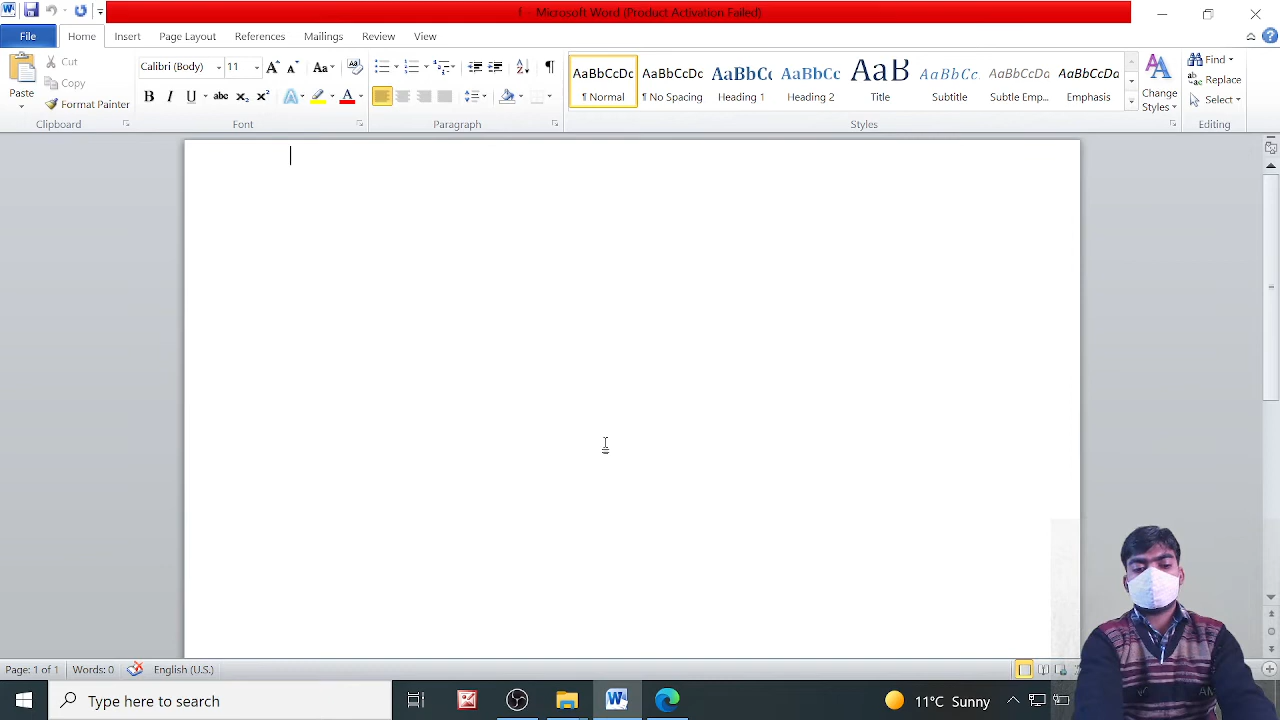 f - Microsoft Word (Product Activation Failed)
File Home Insert Page Layout References Mailings Review View
Paste
Cut
Copy
Format Painter
Clipboard
Calibri (Body) 11
Font
Paragraph
AaBbCcDc AaBbCcDc AaBbCc AaBbCc AaB AaBbCc. AaBbCcDc AaBbCcDc
¶ Normal ¶ No Spacing Heading 1 Heading 2 Title Subtitle Subtle Emp... Emphasis
Styles
Change
Styles
Find
Replace
Select
Editing
Page: 1 of 1 Words: 0 English (U.S.)
Type here to search
11°C Sunny